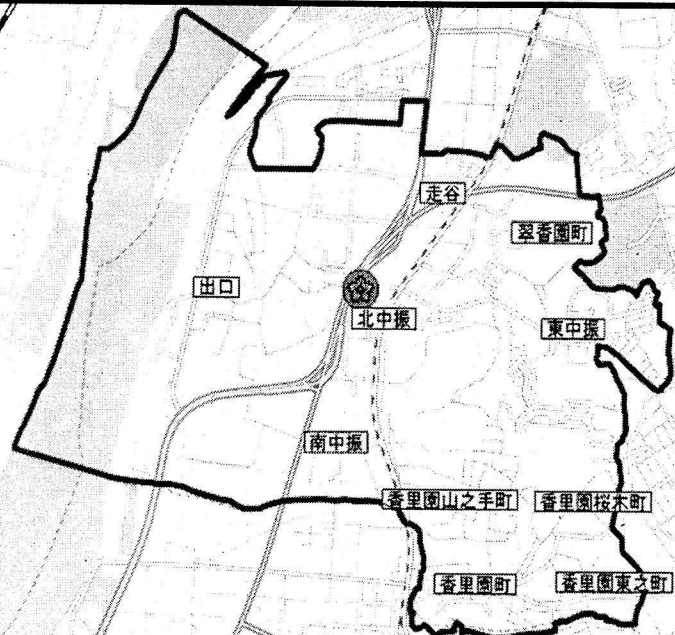 走谷
翠香園町
出口
北中振
東中振
南中振
香里園山之手町
香里園桜木町
香里園町
香里園東之町